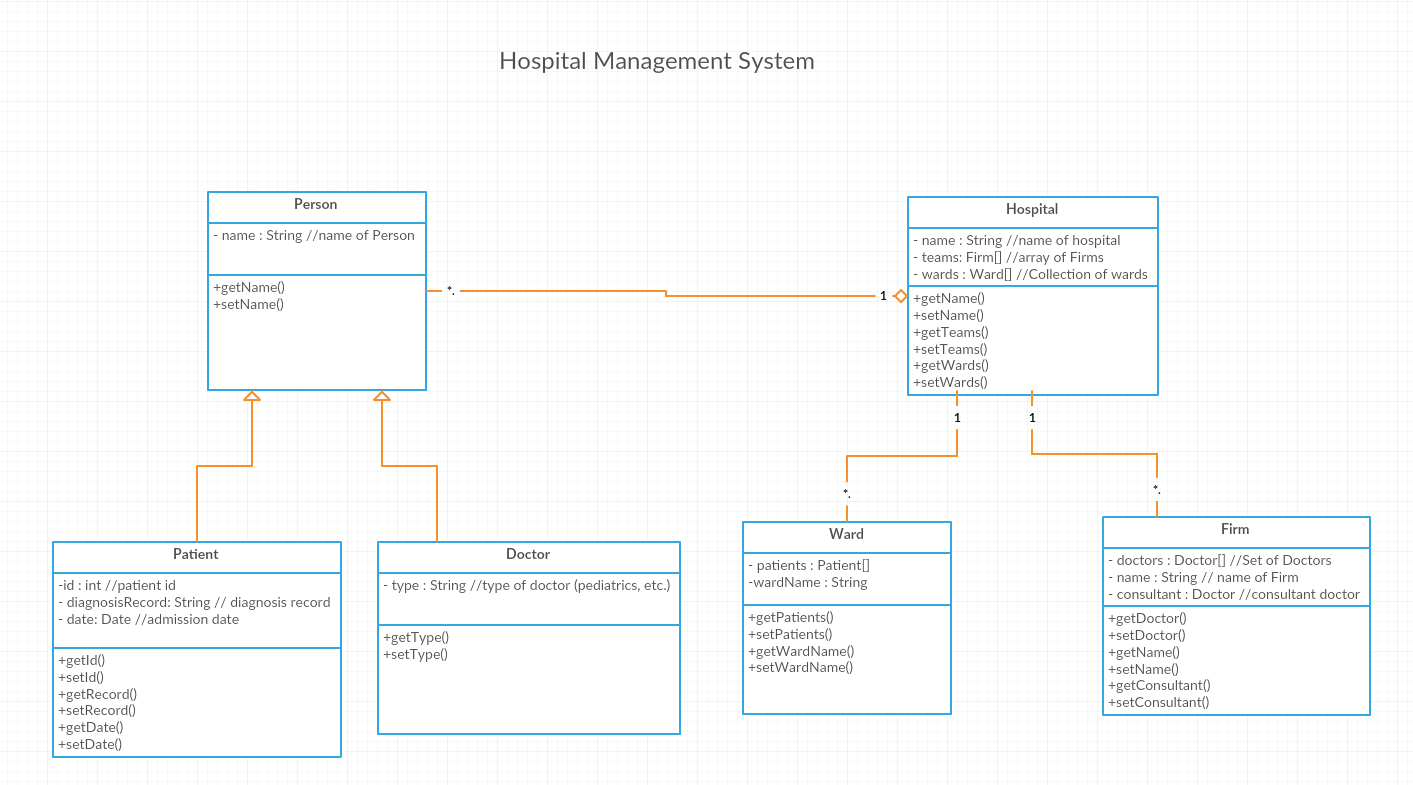 Hospital Management System
Person
- name : String //name of Person
+getName()
+setName()
*.
1
Hospital
- name : String //name of hospital
- teams: Firm[] //array of Firms
- wards : Ward[] //Collection of wards
+getName()
+setName()
+getTeams()
+setTeams()
+getWards()
+setWards()
1
1
*.
*.
Patient
-id : int //patient id
- diagnosisRecord: String // diagnosis record
- date: Date //admission date
+getId()
+setId()
+getRecord()
+setRecord()
+getDate()
+setDate()
Doctor
- type : String //type of doctor (pediatrics, etc.)
+getType()
+setType()
Ward
- patients : Patient[]
-wardName : String
+getPatients()
+setPatients()
+getWardName()
+setWardName()
Firm
- doctors : Doctor[] //Set of Doctors
- name : String // name of Firm
- consultant : Doctor //consultant doctor
+getDoctor()
+setDoctor()
+getName()
+setName()
+getConsultant()
+setConsultant()